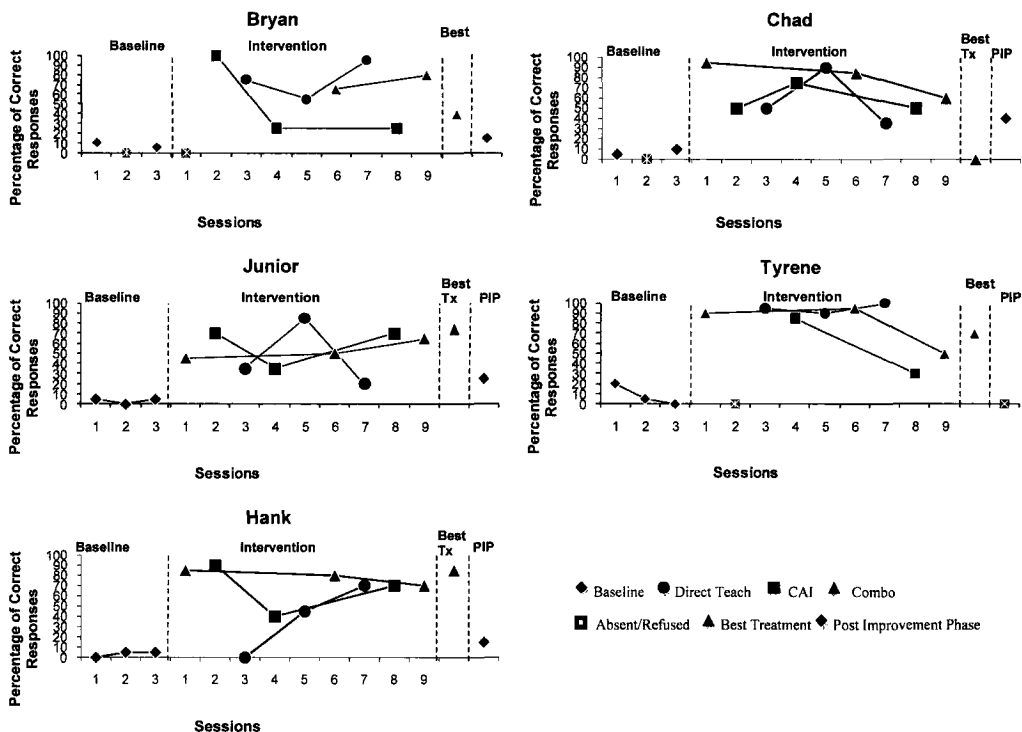 Bryan
Baseline
Intervention
Best
Percentage of Correct
Responses
100
90
80
70
60
50
40
30
20
10
0
1 2 3 1 2 3 4 5 6 7 8 9
Sessions
Chad
Baseline
Intervention
Best
Tx
PIP
Percentage of Correct
Responses
100
90
80
70
60
50
40
30
20
10
0
1 2 3 1 2 3 4 5 6 7 8 9
Sessions
Junior
Baseline
Intervention
Best
Tx
PIP
Percentage of Correct
Responses
100
90
80
70
60
50
40
30
20
10
0
1 2 3 1 2 3 4 5 6 7 8 9
Sessions
Tyrene
Baseline
Intervention
Best
PIP
Percentage of Correct
Responses
100
90
80
70
60
50
40
30
20
10
0
1 2 3 1 2 3 4 5 6 7 8 9
Sessions
Hank
Baseline
Intervention
Best
Tx
PIP
Percentage of Correct
Responses
100
90
80
70
60
50
40
30
20
10
0
1 2 3 1 2 3 4 5 6 7 8 9
Sessions
Baseline Direct Teach CAI Combo
Absent/Refused Best Treatment Post Improvement Phase